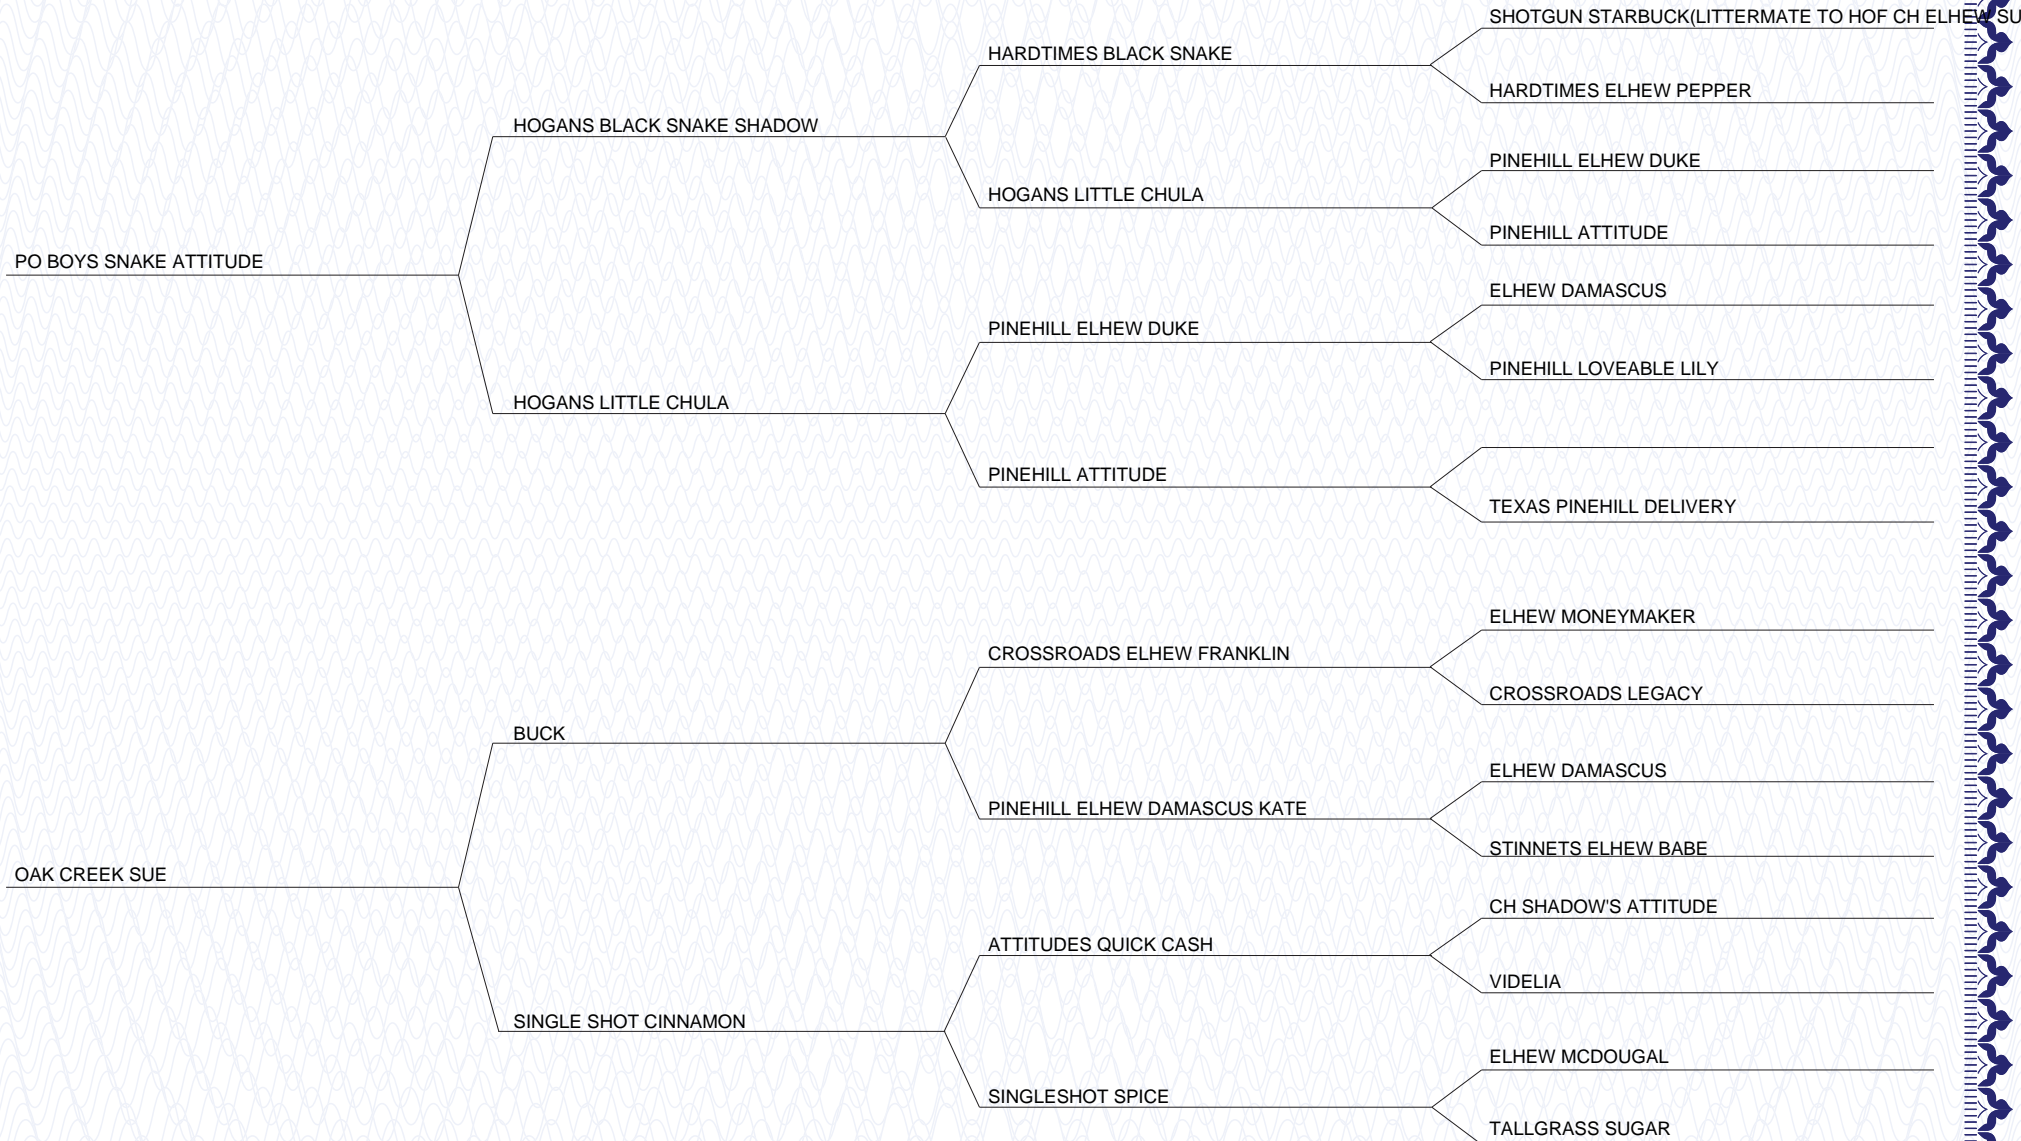 SHOTGUN STARBUCK(LITTERMATE TO HOF CH ELHEW SU
HARDTIMES BLACK SNAKE
HARDTIMES ELHEW PEPPER
HOGANS BLACK SNAKE SHADOW
PINEHILL ELHEW DUKE
HOGANS LITTLE CHULA
PINEHILL ATTITUDE
PO BOYS SNAKE ATTITUDE
ELHEW DAMASCUS
PINEHILL ELHEW DUKE
PINEHILL LOVEABLE LILY
HOGANS LITTLE CHULA
PINEHILL ATTITUDE
TEXAS PINEHILL DELIVERY
ELHEW MONEYMAKER
CROSSROADS ELHEW FRANKLIN
CROSSROADS LEGACY
BUCK
ELHEW DAMASCUS
PINEHILL ELHEW DAMASCUS KATE
STINNETS ELHEW BABE
OAK CREEK SUE
CH SHADOW'S ATTITUDE
ATTITUDES QUICK CASH
VIDELIA
SINGLE SHOT CINNAMON
ELHEW MCDOUGAL
SINGLESHOT SPICE
TALLGRASS SUGAR